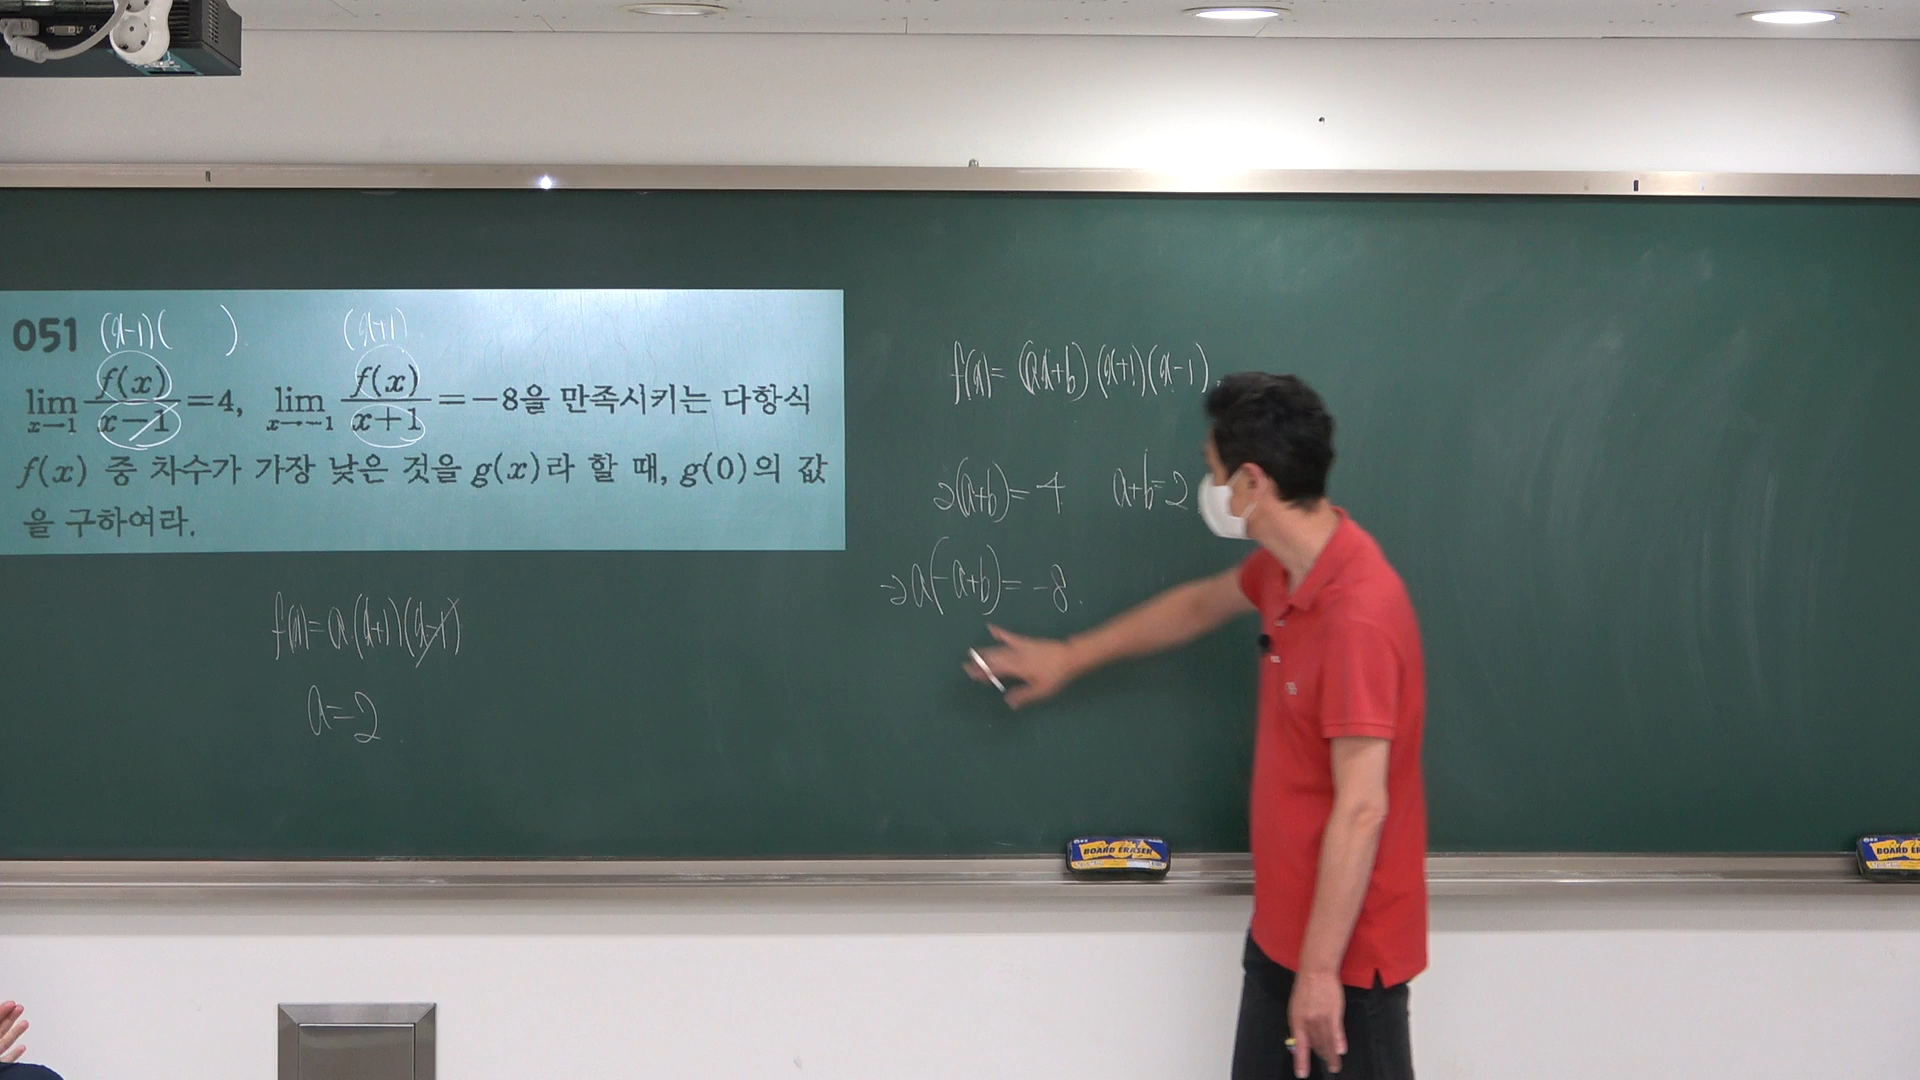 051 (x-1)(    ) (x+1)
lim x→1 f(x)/x-1 =4, lim x→-1 f(x)/x+1 =-8을 만족시키는 다항식
f(x) 중 차수가 가장 낮은 것을 g(x)라 할 때, g(0)의 값
을 구하여라.
f(x)=a(x+1)(x-1)
a=2
f(x)=(ax+b)(x+1)(x-1).
2(a+b)=4 a+b=2
-2a(-a+b)=-8.
BOARD ERASER
BOARD ER